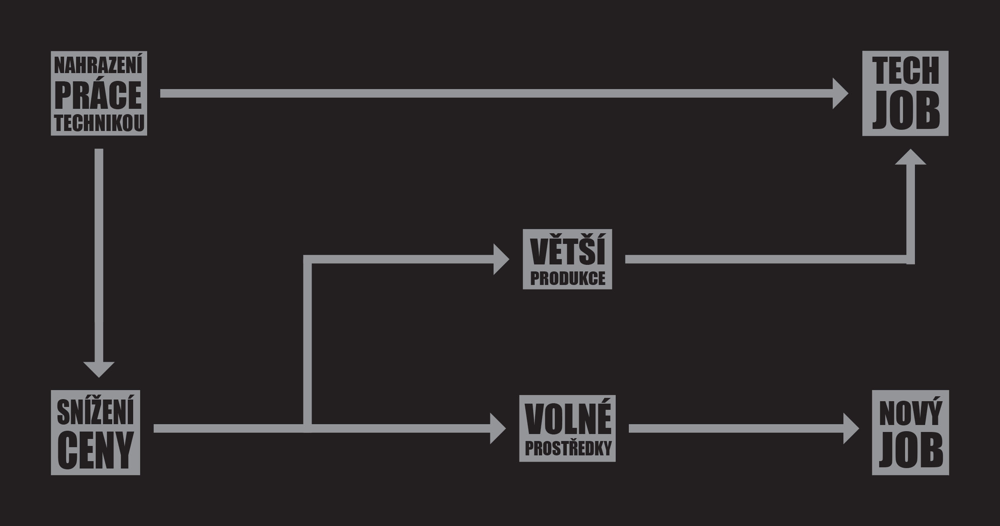 NAHRAZENÍ
PRÁCE
TECHNIKOU
TECH
JOB
VĚTŠÍ
PRODUKCE
SNÍŽENÍ
CENY
VOLNÉ
PROSTŘEDKY
NOVÝ
JOB